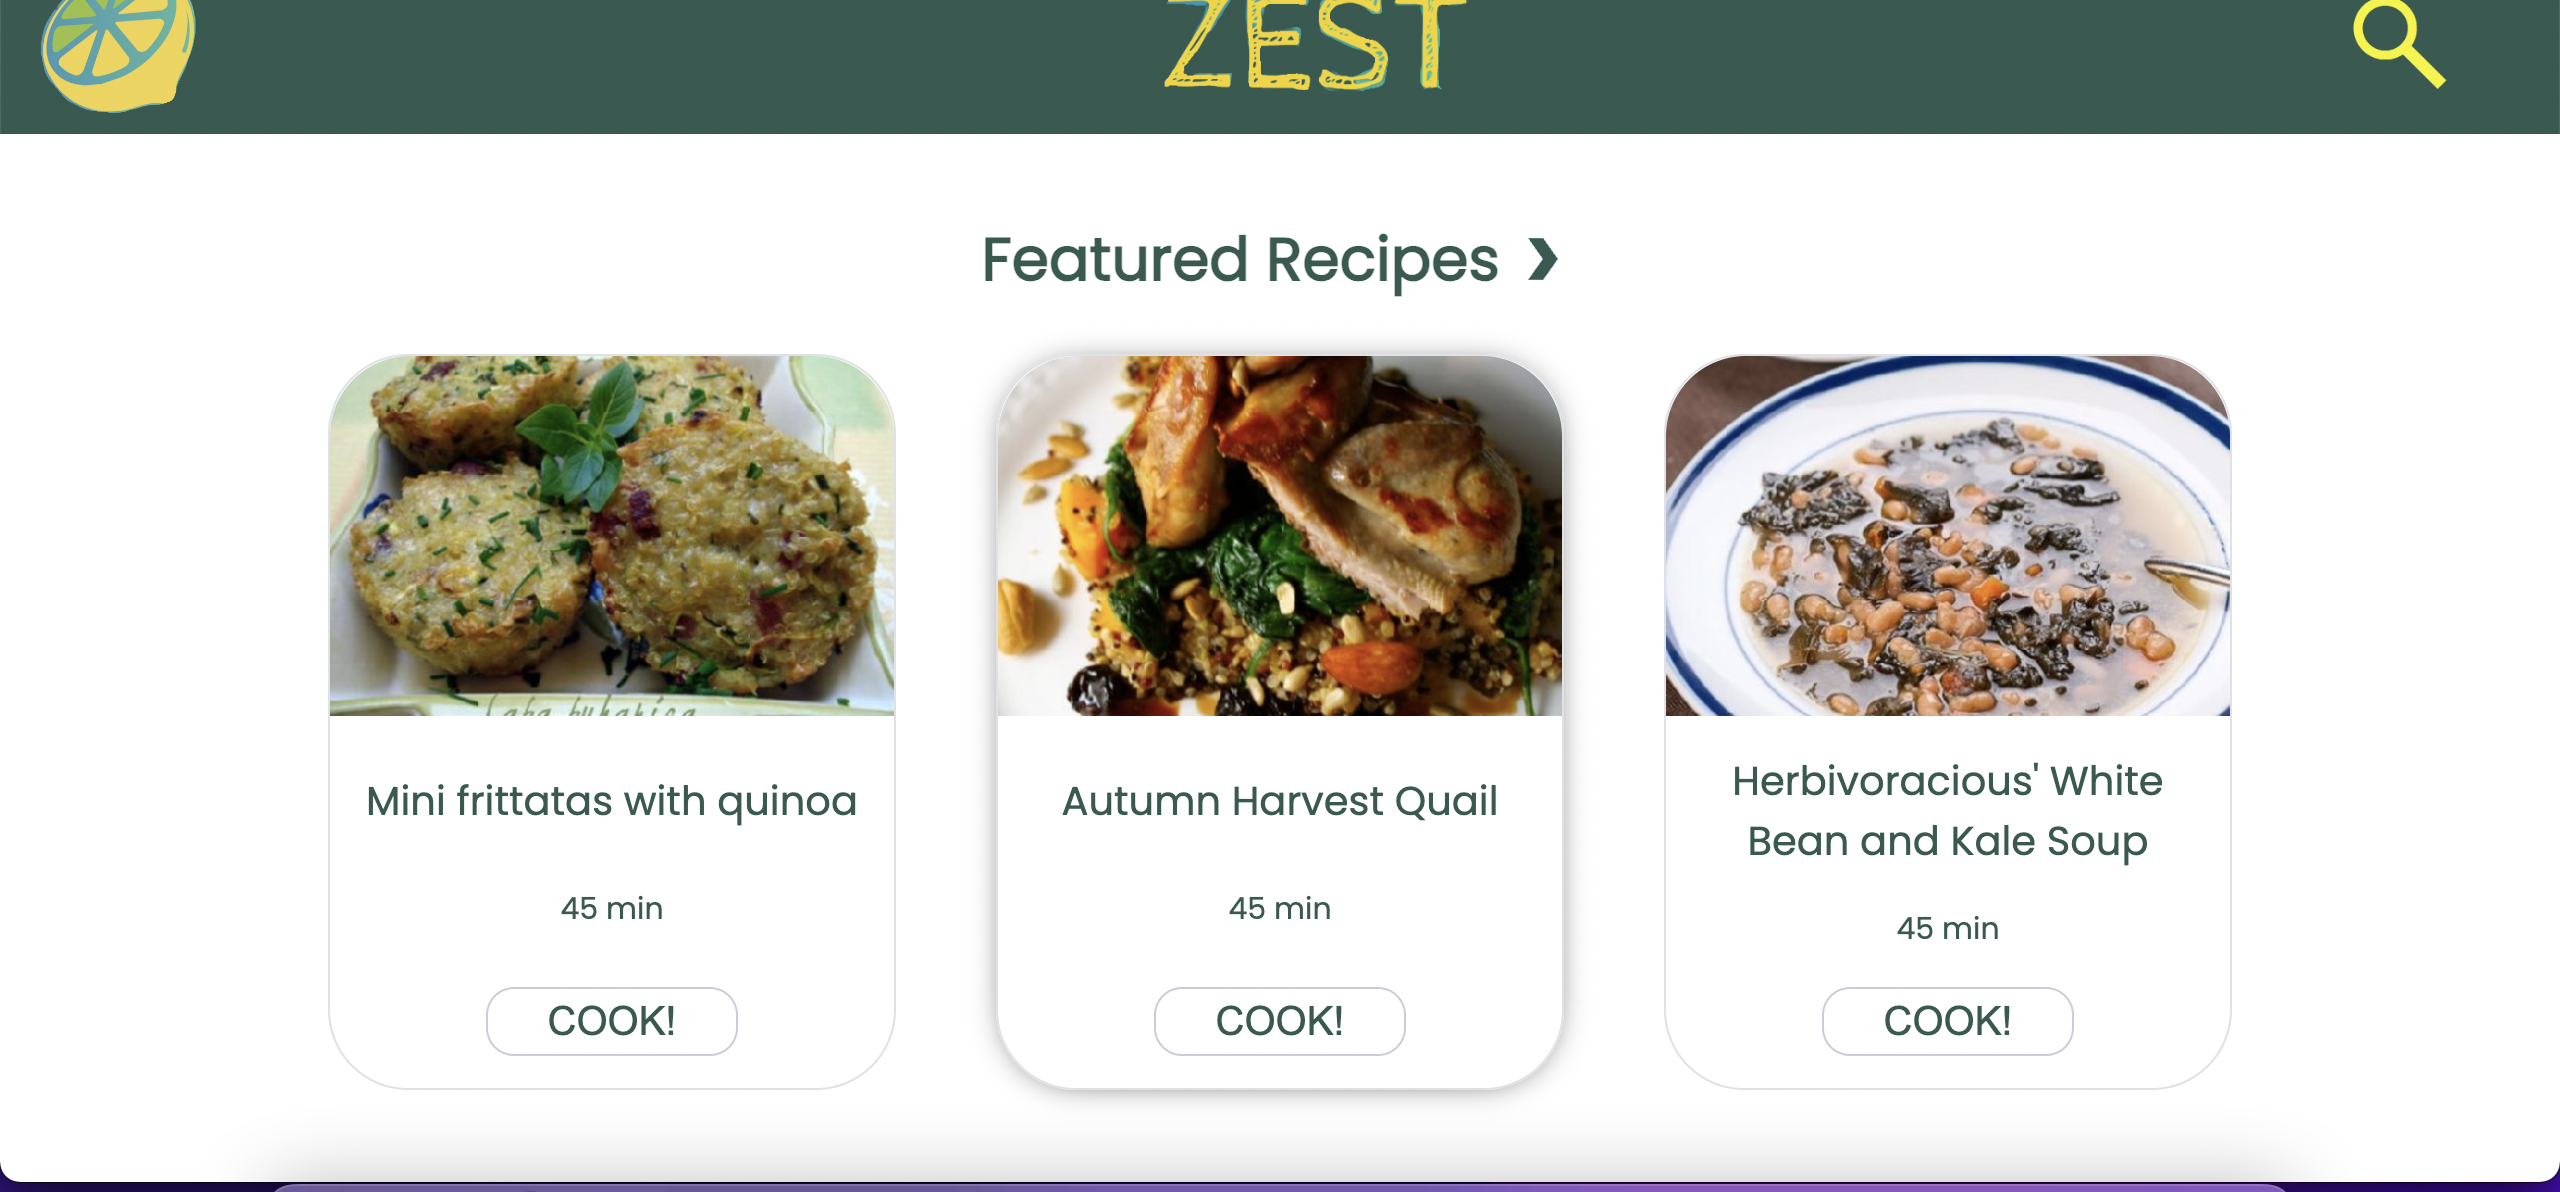 ZEST
Featured Recipes ❯
Mini frittatas with quinoa
45 min
COOK!
Autumn Harvest Quail
45 min
COOK!
Herbivoracious' White
Bean and Kale Soup
45 min
COOK!